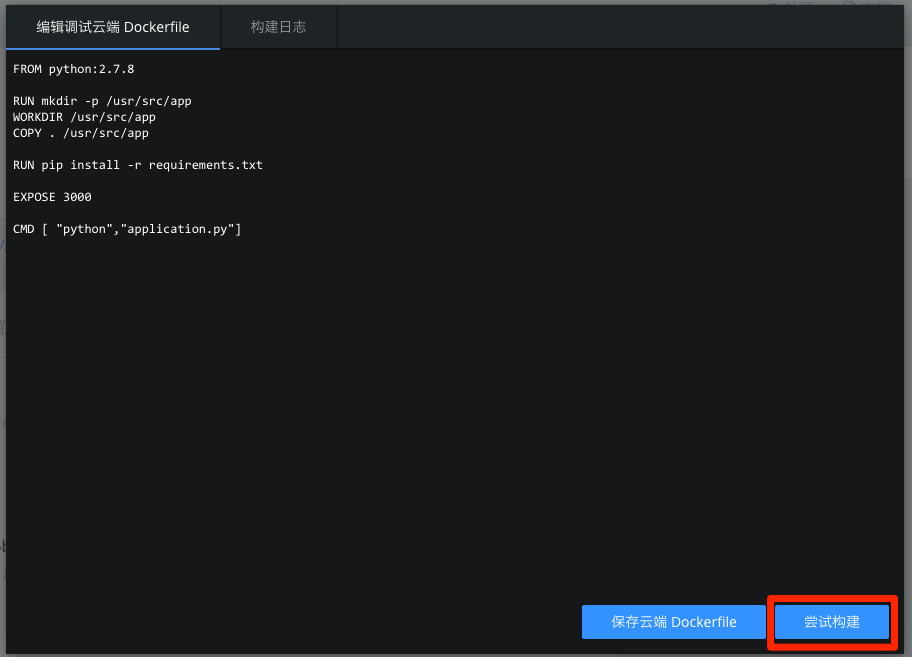 编辑调试云端 Dockerfile
构建日志
FROM python:2.7.8
RUN mkdir -p /usr/src/app
WORKDIR /usr/src/app
COPY . /usr/src/app
RUN pip install -r requirements.txt
EXPOSE 3000
CMD [ "python","application.py"]
保存云端 Dockerfile
尝试构建